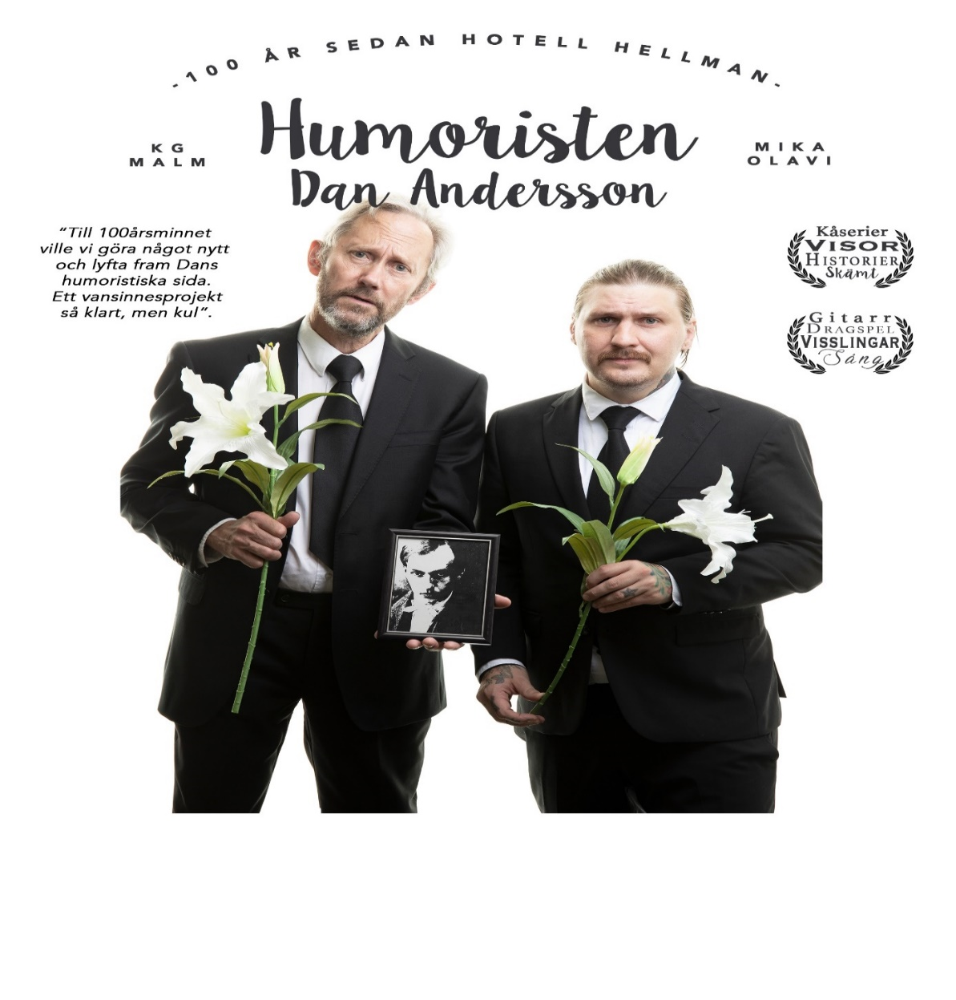 -100 ÅR SEDAN HOTELL HELLMAN-
Humoristen
Dan Andersson
KG
MALM
MIKA
OLAVI
“Till 100årsminnet
ville vi göra något nytt
och lyfta fram Dans
humoristiska sida.
Ett vansinnesprojekt
så klart, men kul”.
Kåserier
VISOR
HISTORIER
Skämt
Gitarr
DRAGSPEL
VISSLINGAR
Sång